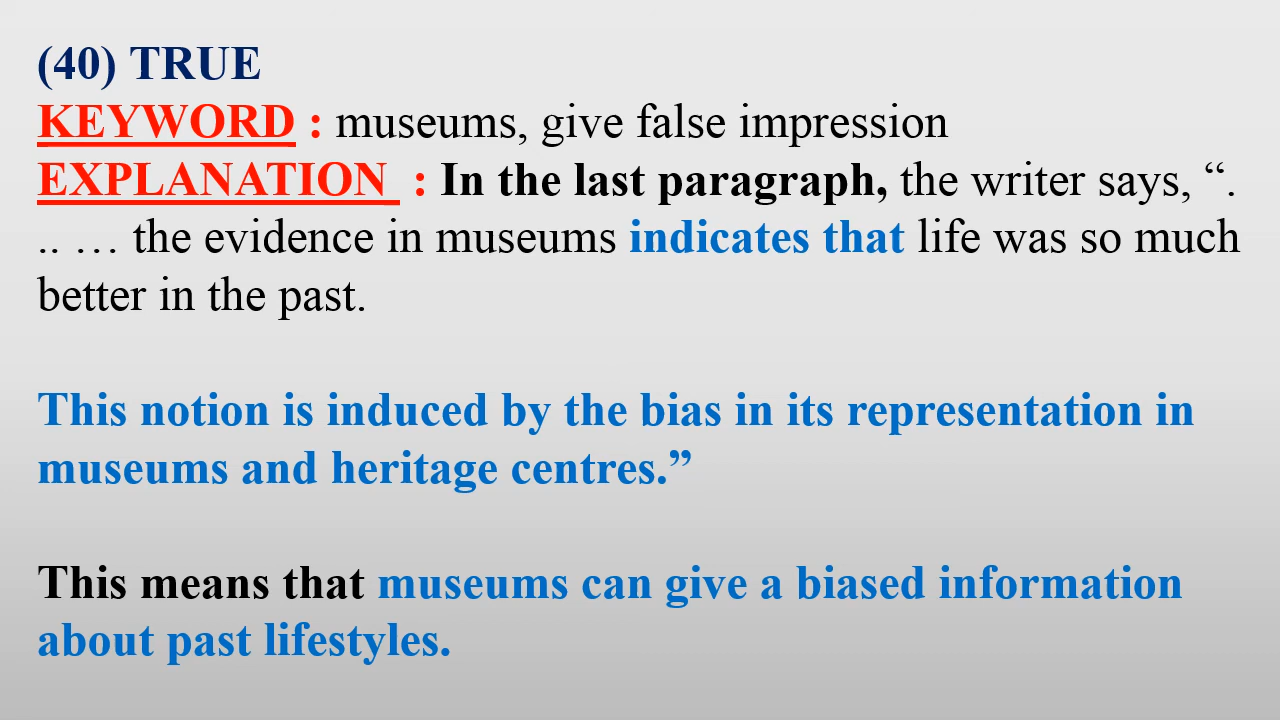 (40) TRUE
KEYWORD : museums, give false impression
EXPLANATION : In the last paragraph, the writer says, “.
.. … the evidence in museums indicates that life was so much
better in the past.
This notion is induced by the bias in its representation in
museums and heritage centres.”
This means that museums can give a biased information
about past lifestyles.